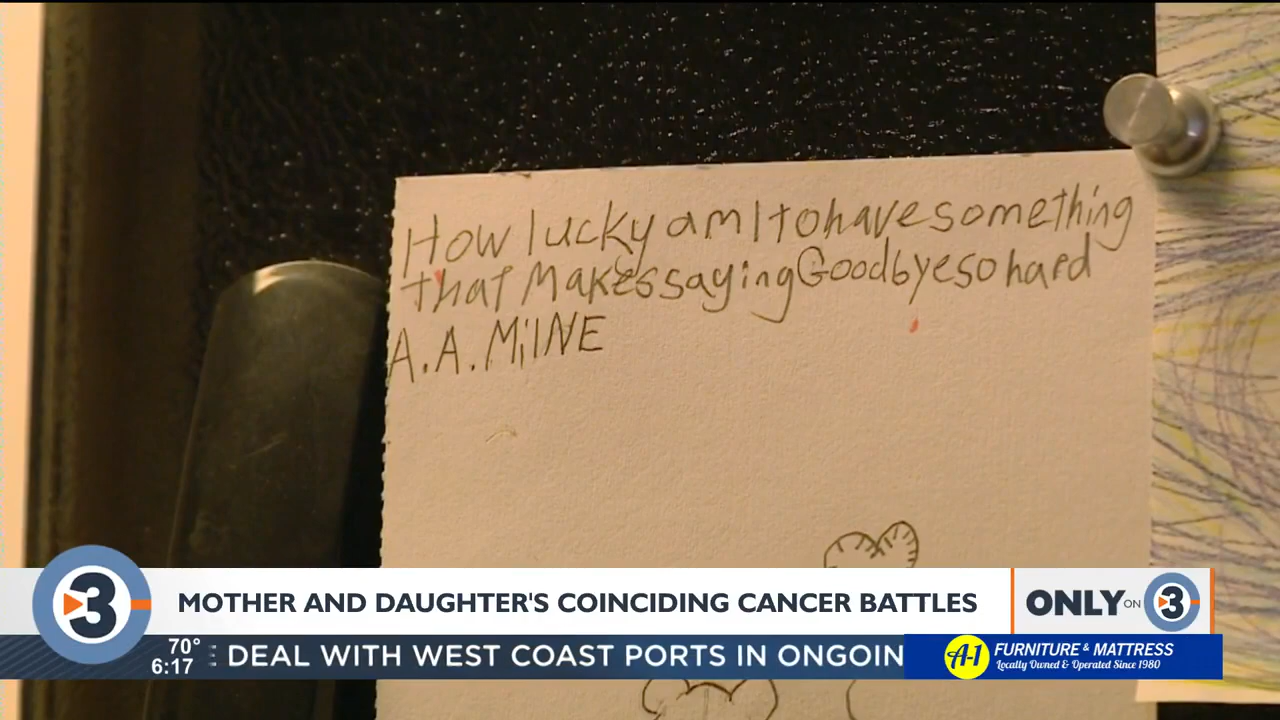 How lucky am I to have something
that Makes saying Goodbye so hard
A.A. MilNE
3
MOTHER AND DAUGHTER'S COINCIDING CANCER BATTLES
ONLY ON 3
70°
6:17
DEAL WITH WEST COAST PORTS IN ONGOIN
A-1 FURNITURE & MATTRESS
Locally Owned & Operated Since 1980